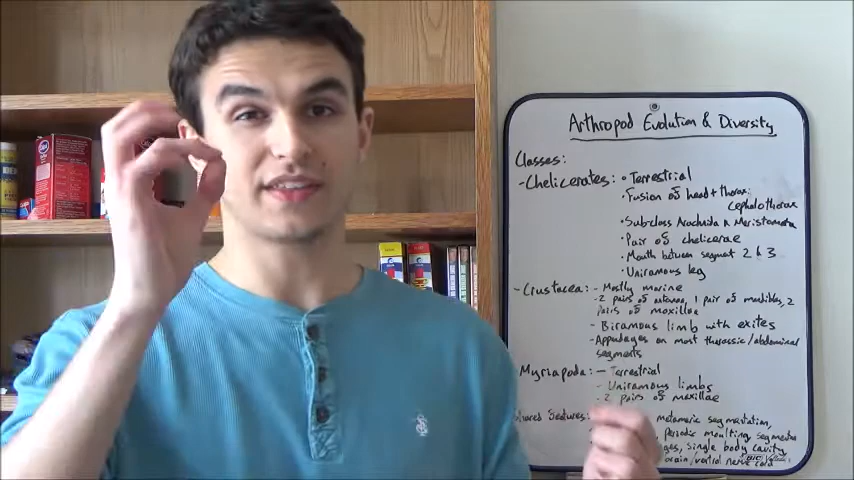 Arthropod Evolution & Diversity
Classes:
- Chelicerates: • Terrestrial
• Fusion of head + thorax
cephalothorax
• Subclass Arachnida & Meristomata
• Pair of chelicerae
• Mouth between segment 2 & 3
• Uniramous leg
- Crustacea: - Mostly marine
- 2 pairs of antenna, 1 pair of mandibles, 2
pairs of maxillae
- Biramous limb with exites
- Appendages on most thorassic/abdominal
segments
- Myriapoda: - Terrestrial
- Uniramous limbs
- 2 pairs of maxillae
Shared features: metameric segmentation,
periodic moulting, segmented
single body cavity,
brain/ventral nerve cord